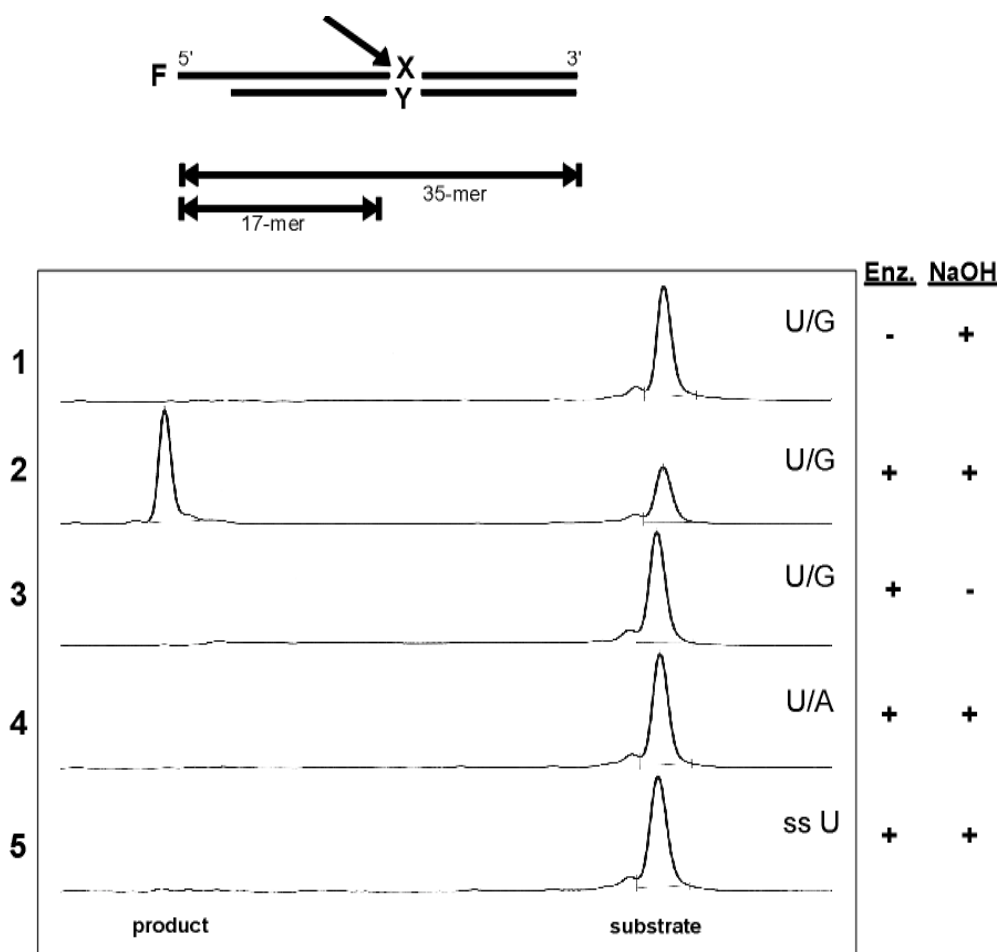 5' 3'
F X
Y
35-mer
17-mer
Enz. NaOH
1 U/G - +
2 U/G + +
3 U/G + -
4 U/A + +
5 ss U + +
product substrate